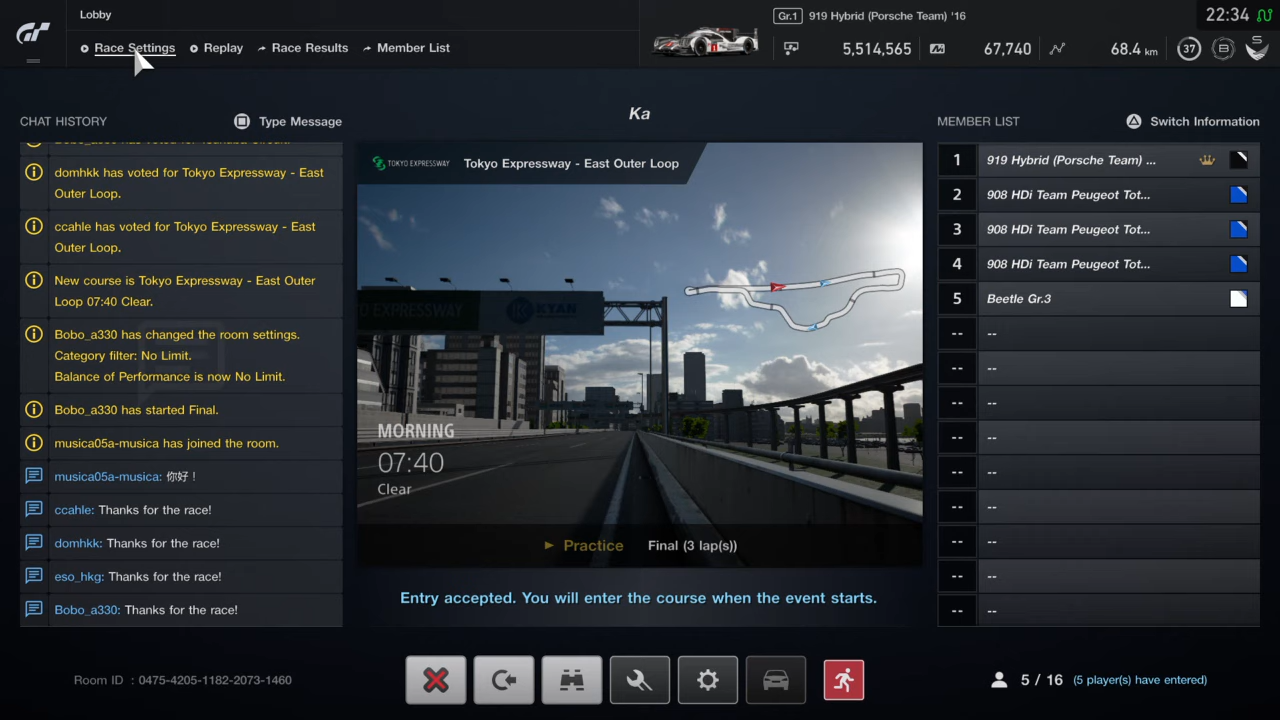 Lobby
Race Settings
Replay
Race Results
Member List
Gr.1
919 Hybrid (Porsche Team) '16
22:34
5,514,565
67,740
68.4 km
37
B
S
CHAT HISTORY
Type Message
Ka
MEMBER LIST
Switch Information
domhkk has voted for Tokyo Expressway - East
Outer Loop.
ccahle has voted for Tokyo Expressway - East
Outer Loop.
New course is Tokyo Expressway - East Outer
Loop 07:40 Clear.
Bobo_a330 has changed the room settings.
Category filter: No Limit.
Balance of Performance is now No Limit.
Bobo_a330 has started Final.
musica05a-musica has joined the room.
musica05a-musica: 你好！
ccahle: Thanks for the race!
domhkk: Thanks for the race!
eso_hkg: Thanks for the race!
Bobo_a330: Thanks for the race!
TOKYO EXPRESSWAY
Tokyo Expressway - East Outer Loop
EXPRESSWAY
KYAN
MORNING
07:40
Clear
Practice
Final (3 lap(s))
Entry accepted. You will enter the course when the event starts.
1 919 Hybrid (Porsche Team) ...
2 908 HDi Team Peugeot Tot...
3 908 HDi Team Peugeot Tot...
4 908 HDi Team Peugeot Tot...
5 Beetle Gr.3
-- --
-- --
-- --
-- --
-- --
-- --
-- --
-- --
-- --
Room ID : 0475-4205-1182-2073-1460
5 / 16
(5 player(s) have entered)